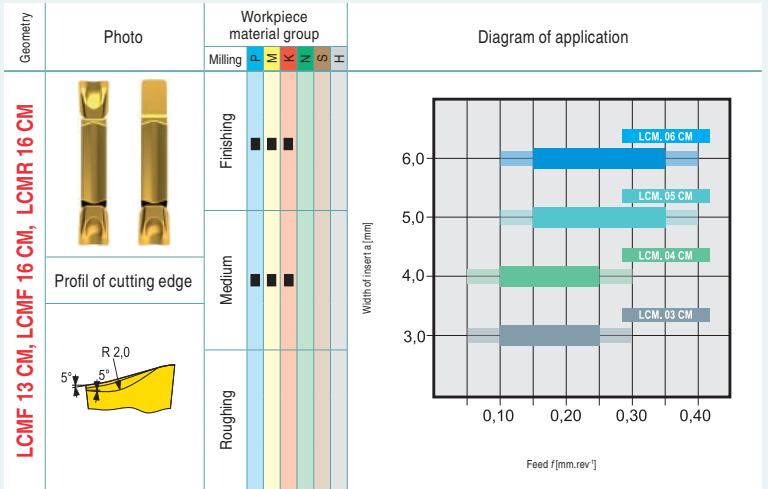 Geometry
Photo
Workpiece
material group
Milling
P M K N S H
Diagram of application
LCMF 13 CM, LCMF 16 CM, LCMR 16 CM
Finishing
Medium
Roughing
Profil of cutting edge
R 2,0
5°
5°
Width of insert a [mm]
6,0
5,0
4,0
3,0
LCM. 06 CM
LCM. 05 CM
LCM. 04 CM
LCM. 03 CM
0,10 0,20 0,30 0,40
Feed f [mm.rev⁻¹]